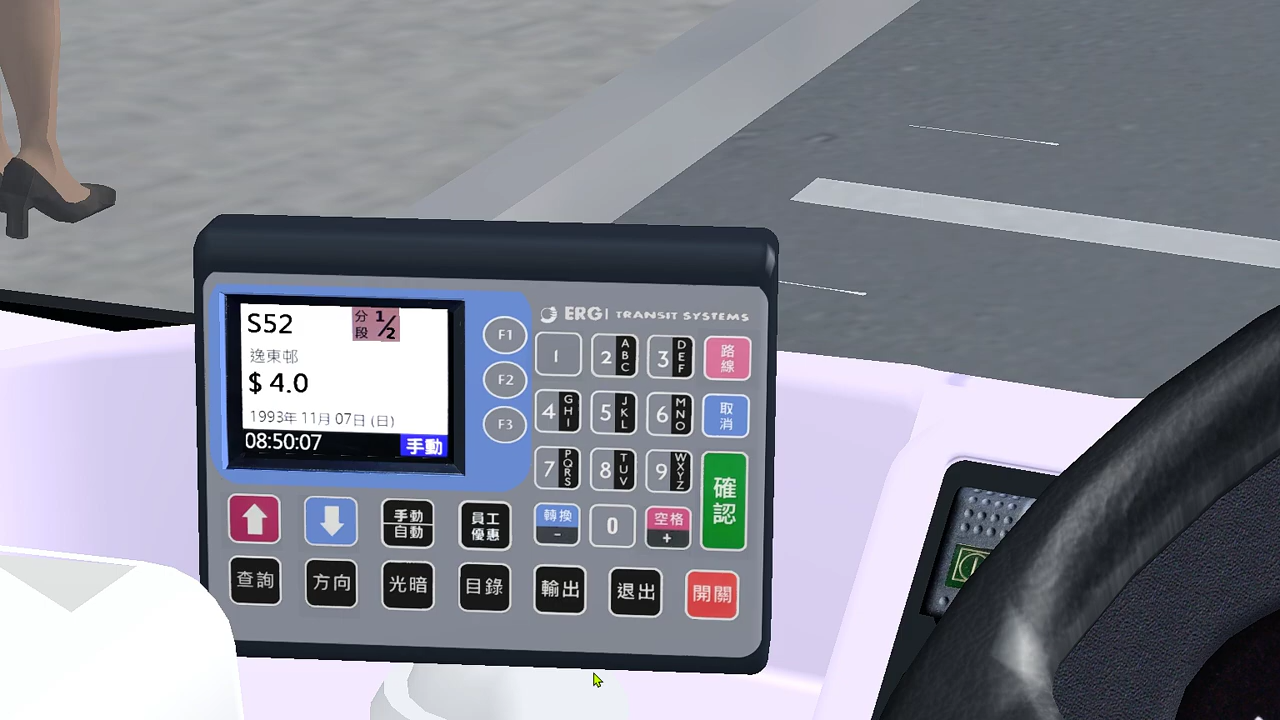 S52
分段 1/2
逸東邨
$ 4.0
1993年 11月 07日 (日)
08:50:07 手動
F1
F2
F3
ERG TRANSIT SYSTEMS
1 2 ABC 3 DEF 路線
4 GHI 5 JKL 6 MNO 取消
7 PQRS 8 TUV 9 WXYZ 確認
轉換 - 0 空格 +
手動 自動 員工優惠
查詢 方向 光暗 目錄 輸出 退出 開關